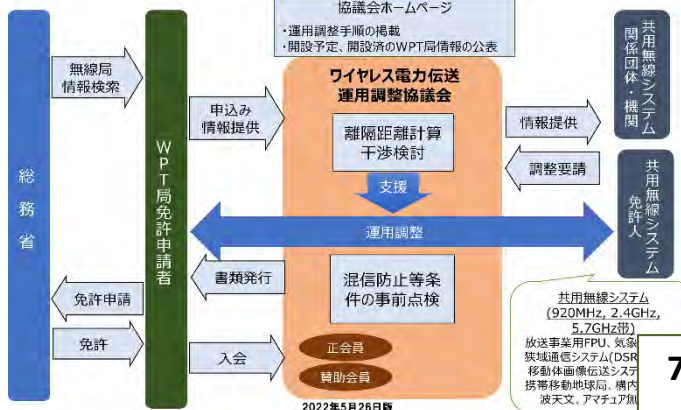 協議会ホームページ
・運用調整手順の掲載
・開設予定、開設済のWPT局情報の公表
総務省
無線局
情報検索
免許申請
免許
WPT局免許申請者
申込み
情報提供
書類発行
入会
ワイヤレス電力伝送
運用調整協議会
離隔距離計算
干渉検討
支援
運用調整
混信防止等条
件の事前点検
正会員
賛助会員
情報提供
調整要請
共用無線システム
関係団体・機関
共用無線システム
免許人
共用無線システム
(920MHz, 2.4GHz,
5.7GHz帯)
放送事業用FPU、気象
狭域通信システム(DSR
移動体画像伝送システ
携帯移動地球局、構内
波天文、アマチュア無
7
2022年5月26日版